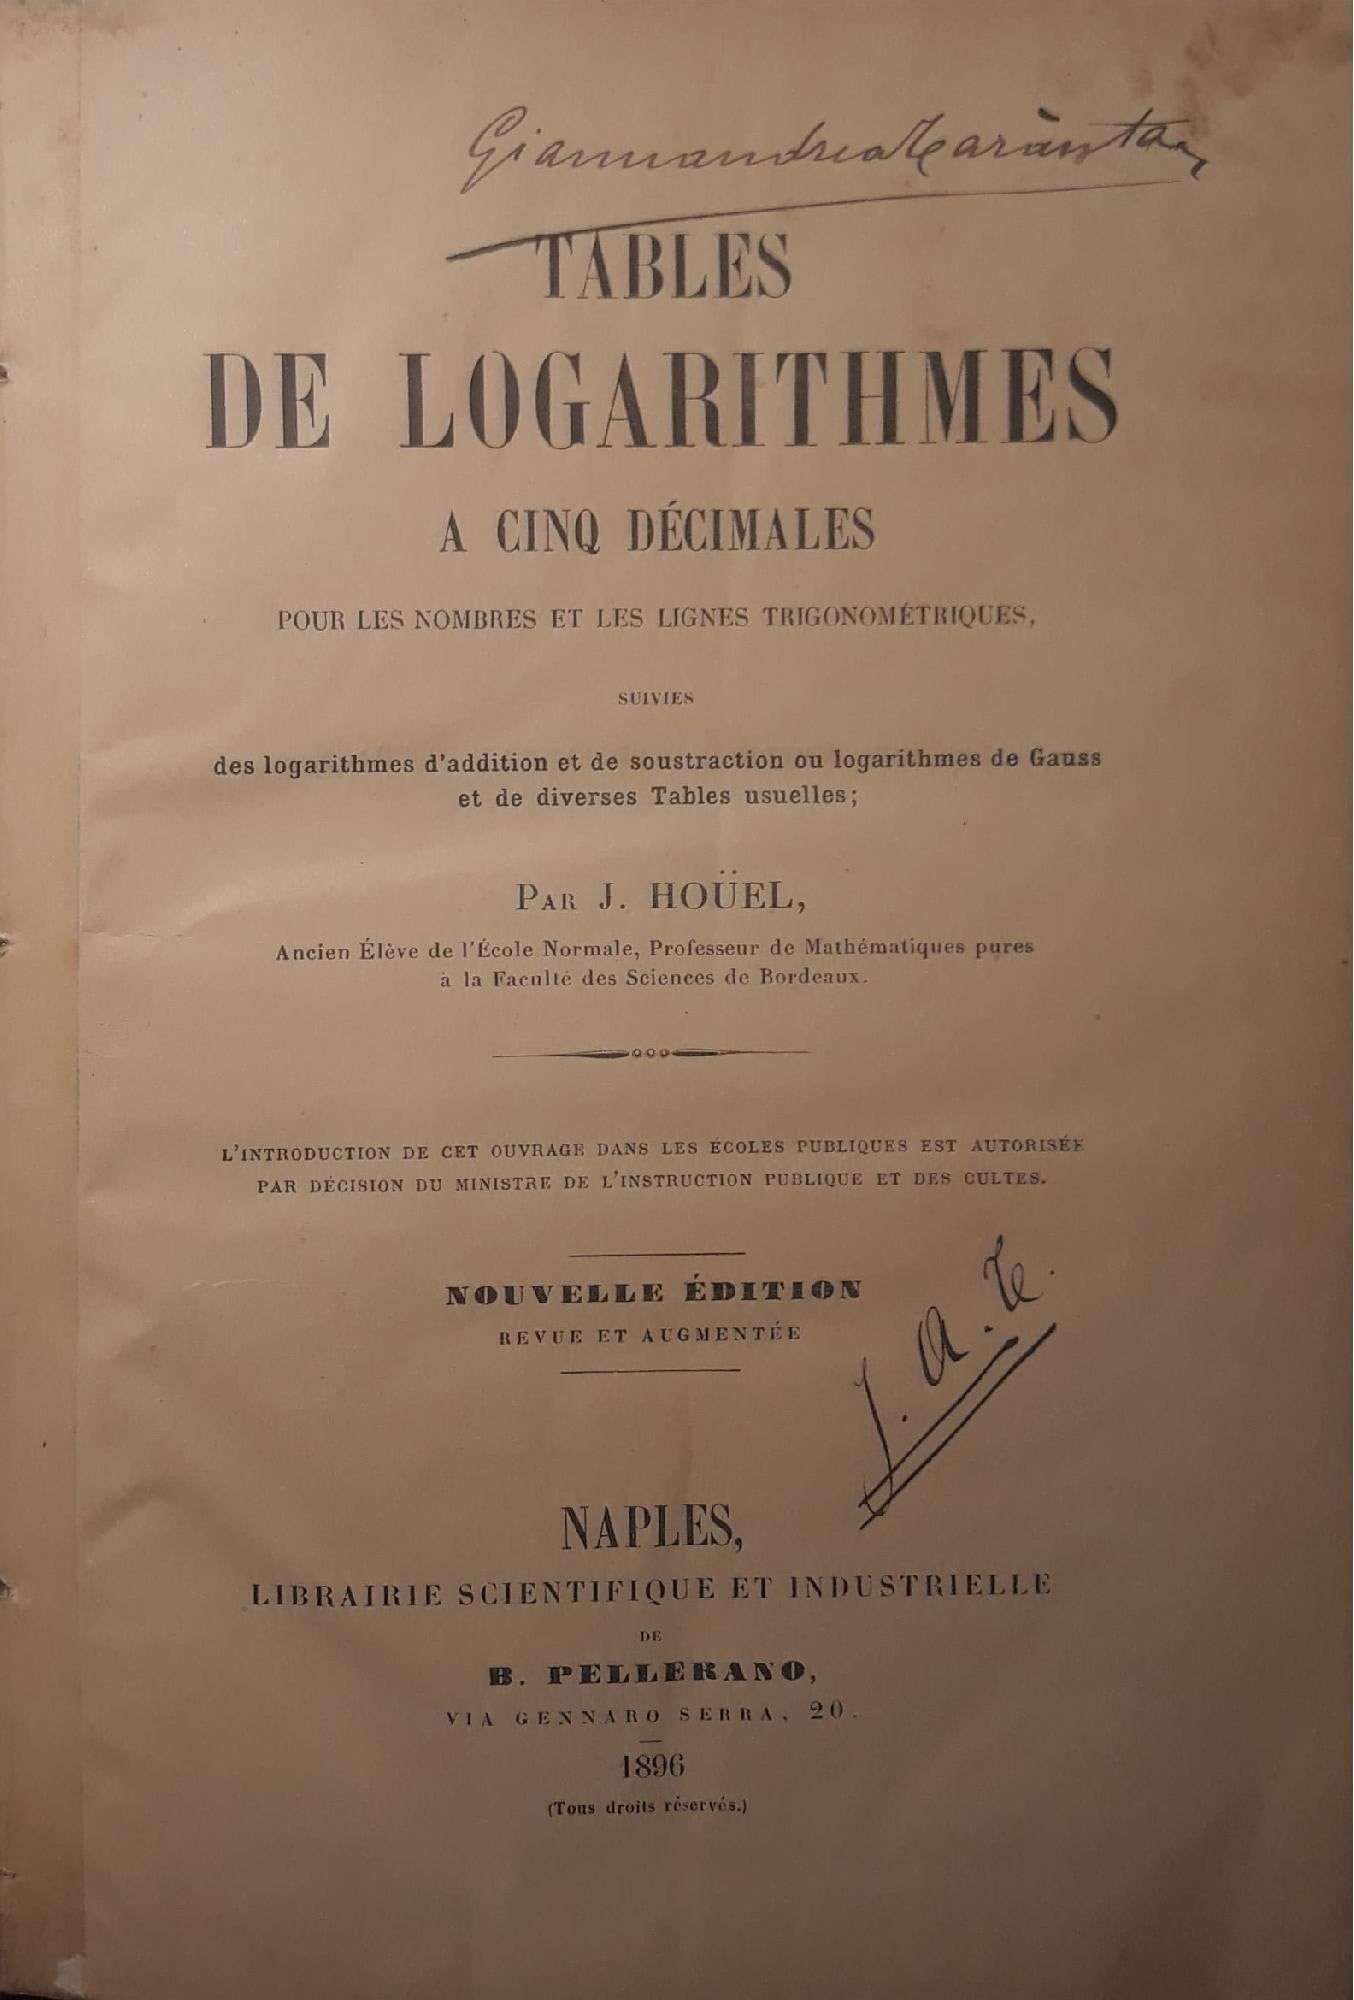 Giannandrea Taranta
TABLES
DE LOGARITHMES
A CINQ DÉCIMALES
POUR LES NOMBRES ET LES LIGNES TRIGONOMÉTRIQUES,
SUIVIES
des logarithmes d'addition et de soustraction ou logarithmes de Gauss
et de diverses Tables usuelles;
PAR J. HOÜEL,
Ancien Élève de l'École Normale, Professeur de Mathématiques pures
à la Faculté des Sciences de Bordeaux.
L'INTRODUCTION DE CET OUVRAGE DANS LES ÉCOLES PUBLIQUES EST AUTORISÉE
PAR DÉCISION DU MINISTRE DE L'INSTRUCTION PUBLIQUE ET DES CULTES.
NOUVELLE ÉDITION
REVUE ET AUGMENTÉE
NAPLES,
LIBRAIRIE SCIENTIFIQUE ET INDUSTRIELLE
DE
B. PELLERANO,
VIA GENNARO SERRA, 20.
1896
(Tous droits réservés.)